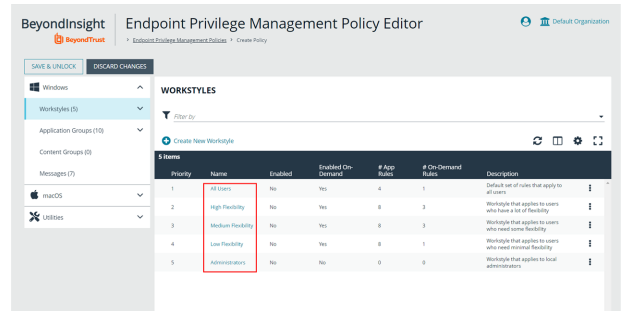 BeyondInsight
BeyondTrust
Endpoint Privilege Management Policy Editor
Endpoint Privilege Management Policies > Create Policy
Default Organization
SAVE & UNLOCK
DISCARD CHANGES
Windows
Workstyles (5)
Application Groups (10)
Content Groups (0)
Messages (7)
macOS
Utilities
WORKSTYLES
Filter by
Create New Workstyle
5 items
Priority Name Enabled Enabled On-Demand # App Rules # On-Demand Rules Description
1 All Users No Yes 4 1 Default set of rules that apply to all users
2 High Flexibility No Yes 8 3 Workstyle that applies to users who have a lot of flexibility
3 Medium Flexibility No Yes 8 3 Workstyle that applies to users who need some flexibility
4 Low Flexibility No Yes 8 1 Workstyle that applies to users who need minimal flexibility
5 Administrators No No 0 0 Workstyle that applies to local administrators